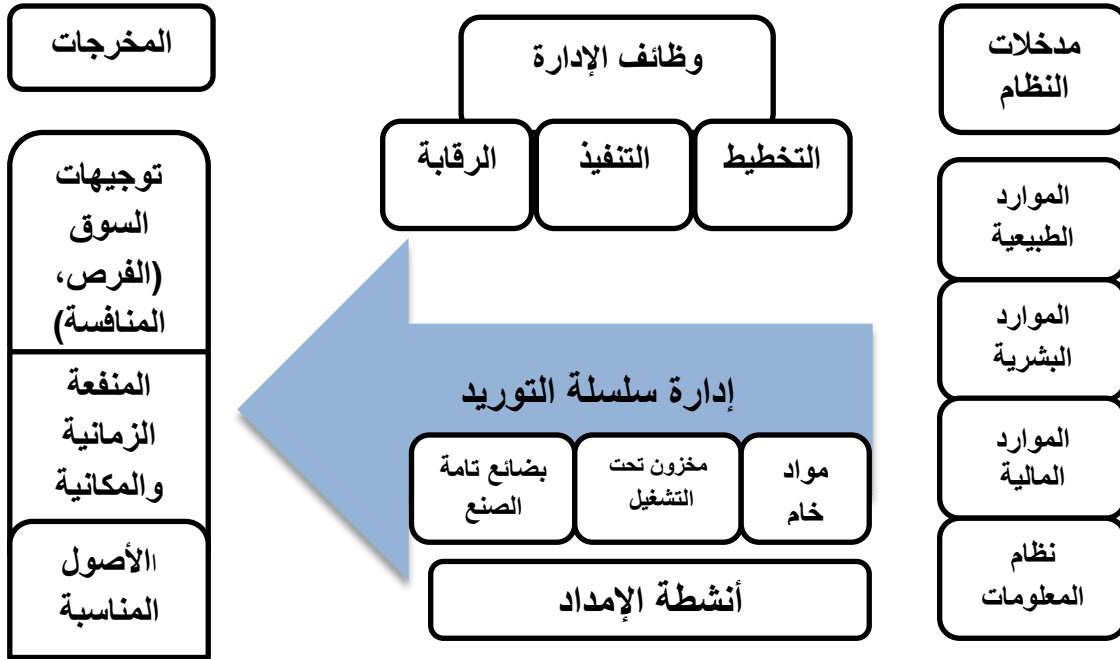 مدخلات
النظام
الموارد
الطبيعية
الموارد
البشرية
الموارد
المالية
نظام
المعلومات
وظائف الإدارة
التخطيط
التنفيذ
الرقابة
إدارة سلسلة التوريد
مواد
خام
مخزون تحت
التشغيل
بضائع تامة
الصنع
أنشطة الإمداد
المخرجات
توجيهات
السوق
(الفرص،
المنافسة)
المنفعة
الزمانية
والمكانية
االأصول
المناسبة